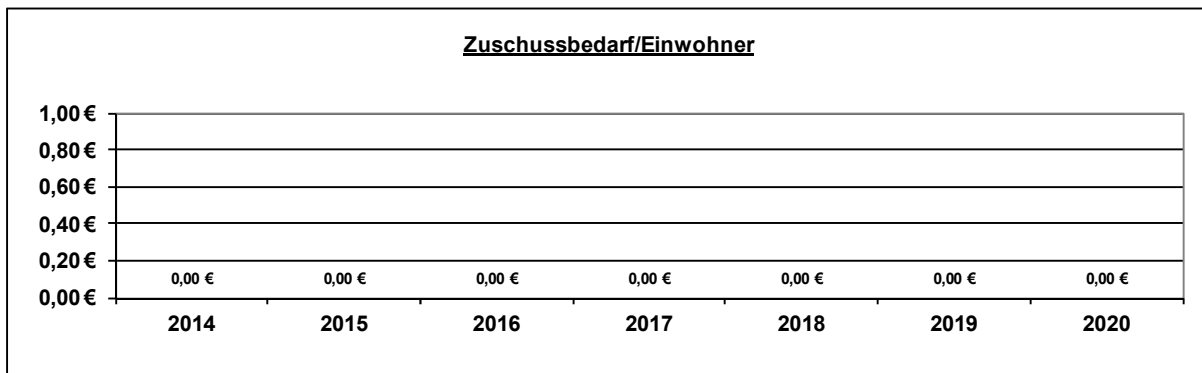 Zuschussbedarf/Einwohner
1,00 €
0,80 €
0,60 €
0,40 €
0,20 €
0,00 €
0,00 € 0,00 € 0,00 € 0,00 € 0,00 € 0,00 € 0,00 €
2014 2015 2016 2017 2018 2019 2020